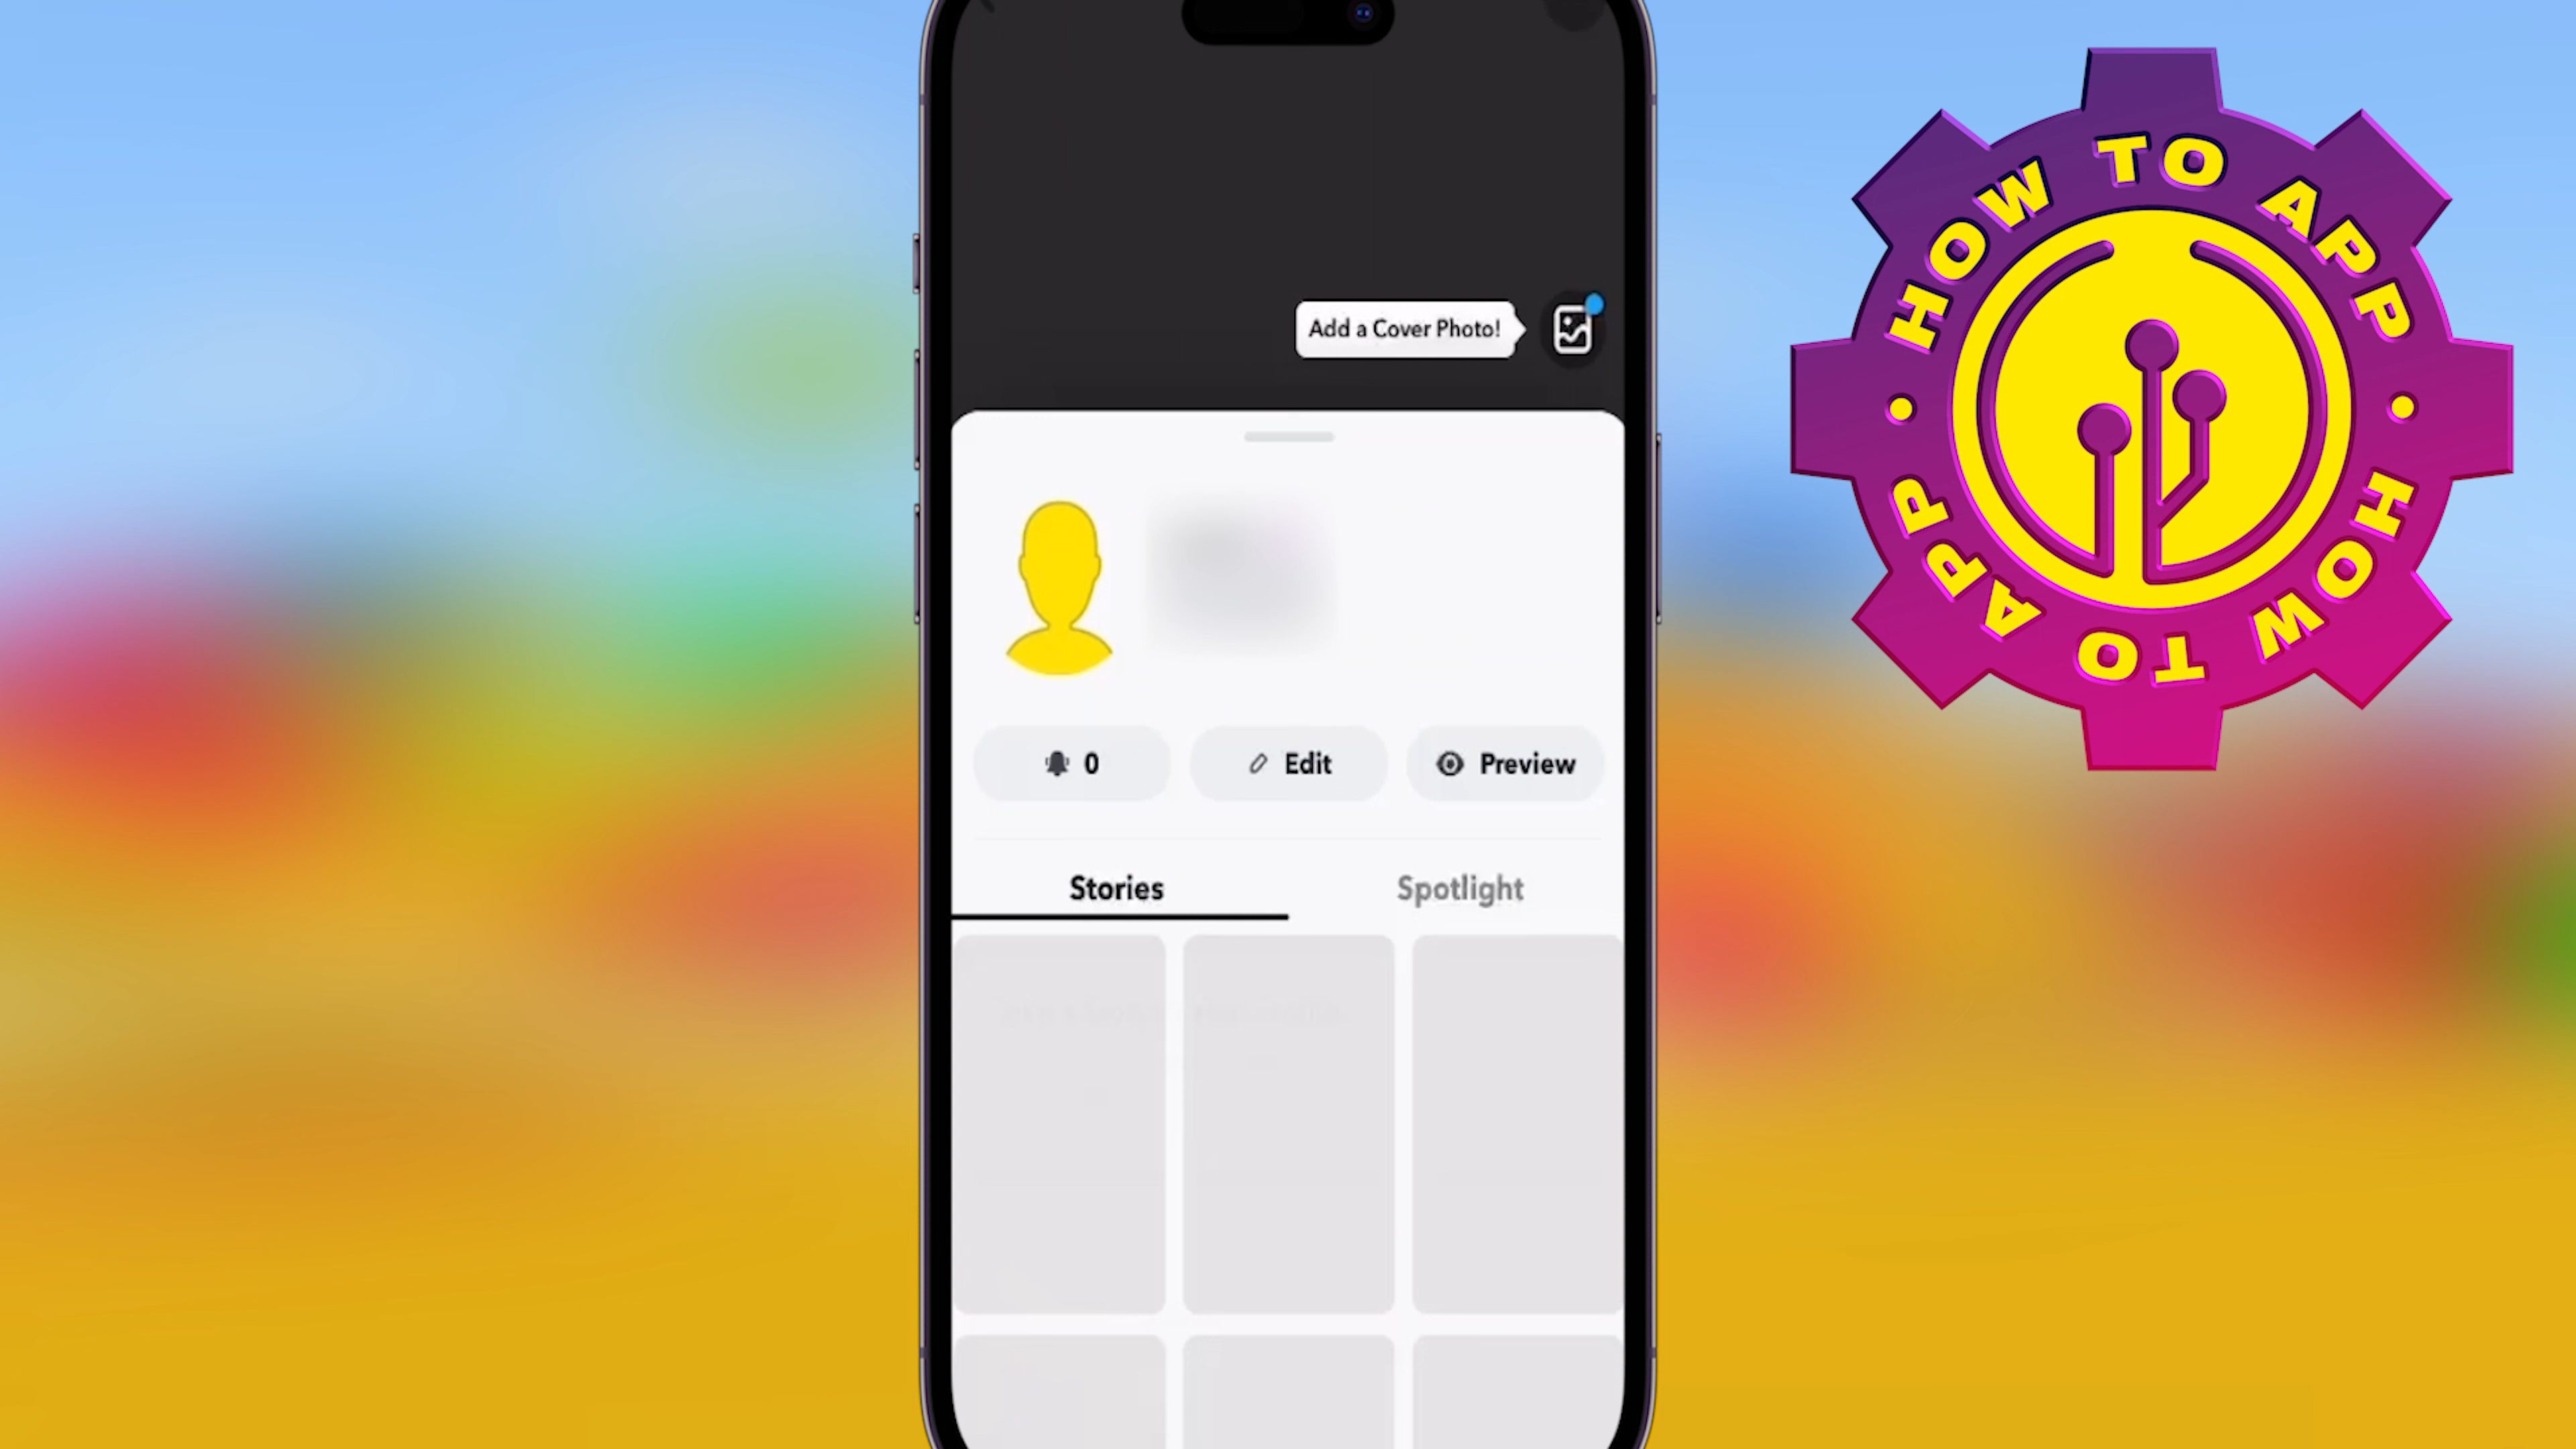 HOW TO APP
HOW TO APP
Add a Cover Photo!
0
Edit
Preview
Stories
Spotlight